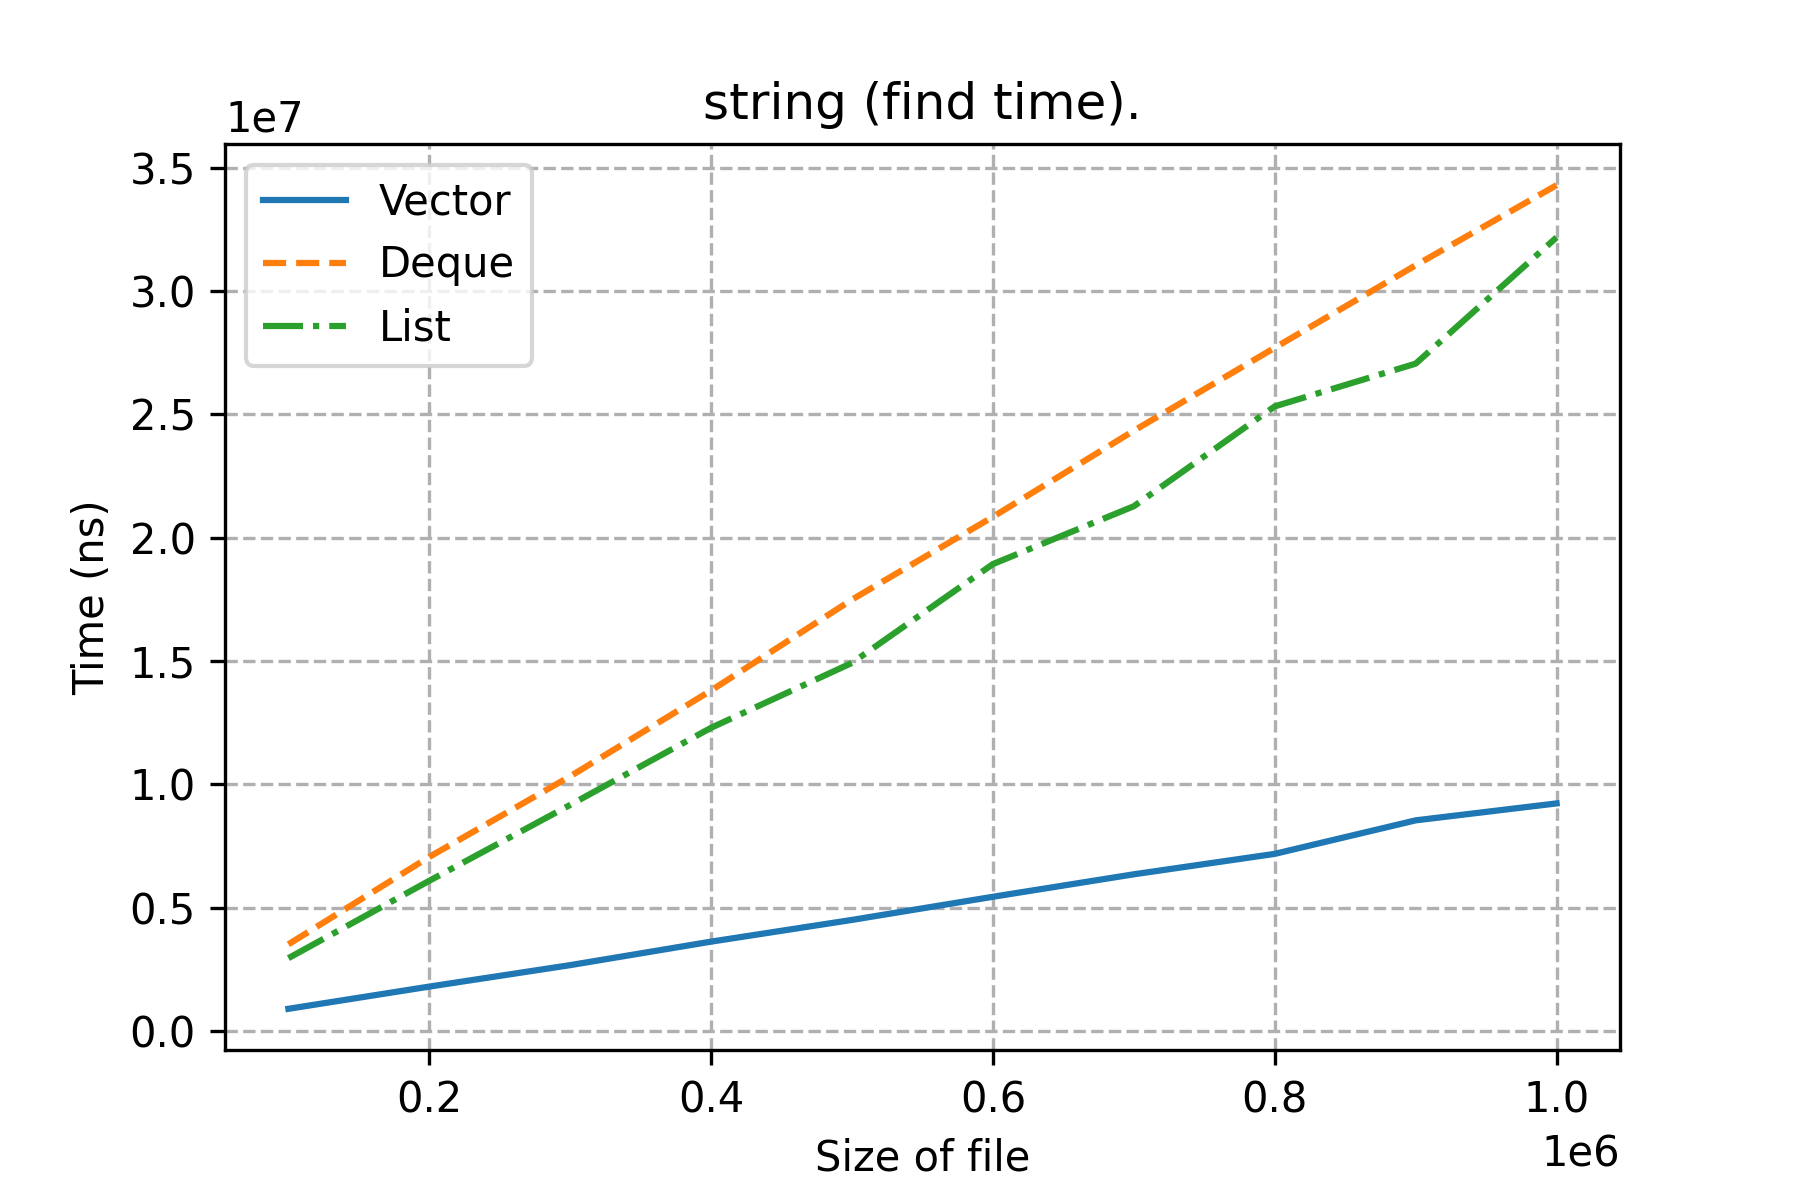 string (find time).
1e7
3.5
3.0
2.5
2.0
1.5
1.0
0.5
0.0
Time (ns)
Vector
Deque
List
0.2 0.4 0.6 0.8 1.0
1e6
Size of file